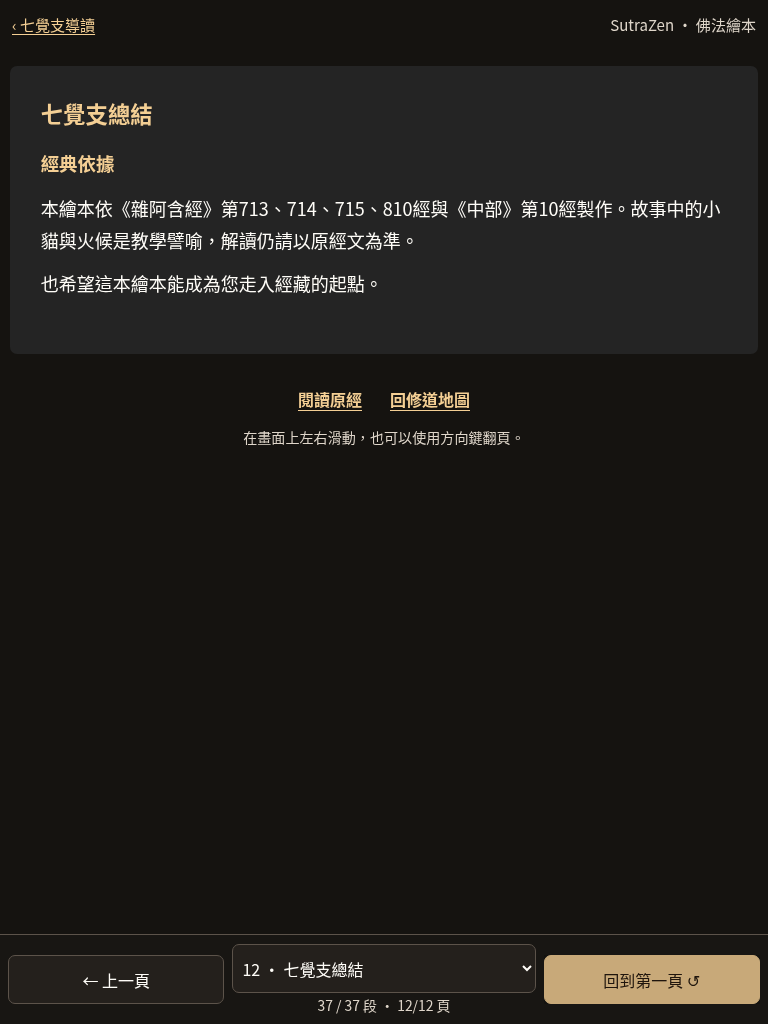 ‹ 七覺支導讀
SutraZen · 佛法繪本
七覺支總結
經典依據
本繪本依《雜阿含經》第713、714、715、810經與《中部》第10經製作。故事中的小
貓與火候是教學譬喻，解讀仍請以原經文為準。
也希望這本繪本能成為您走入經藏的起點。
閱讀原經 回修道地圖
在畫面上左右滑動，也可以使用方向鍵翻頁。
← 上一頁
12 · 七覺支總結
回到第一頁 ↺
37 / 37 段 · 12/12 頁